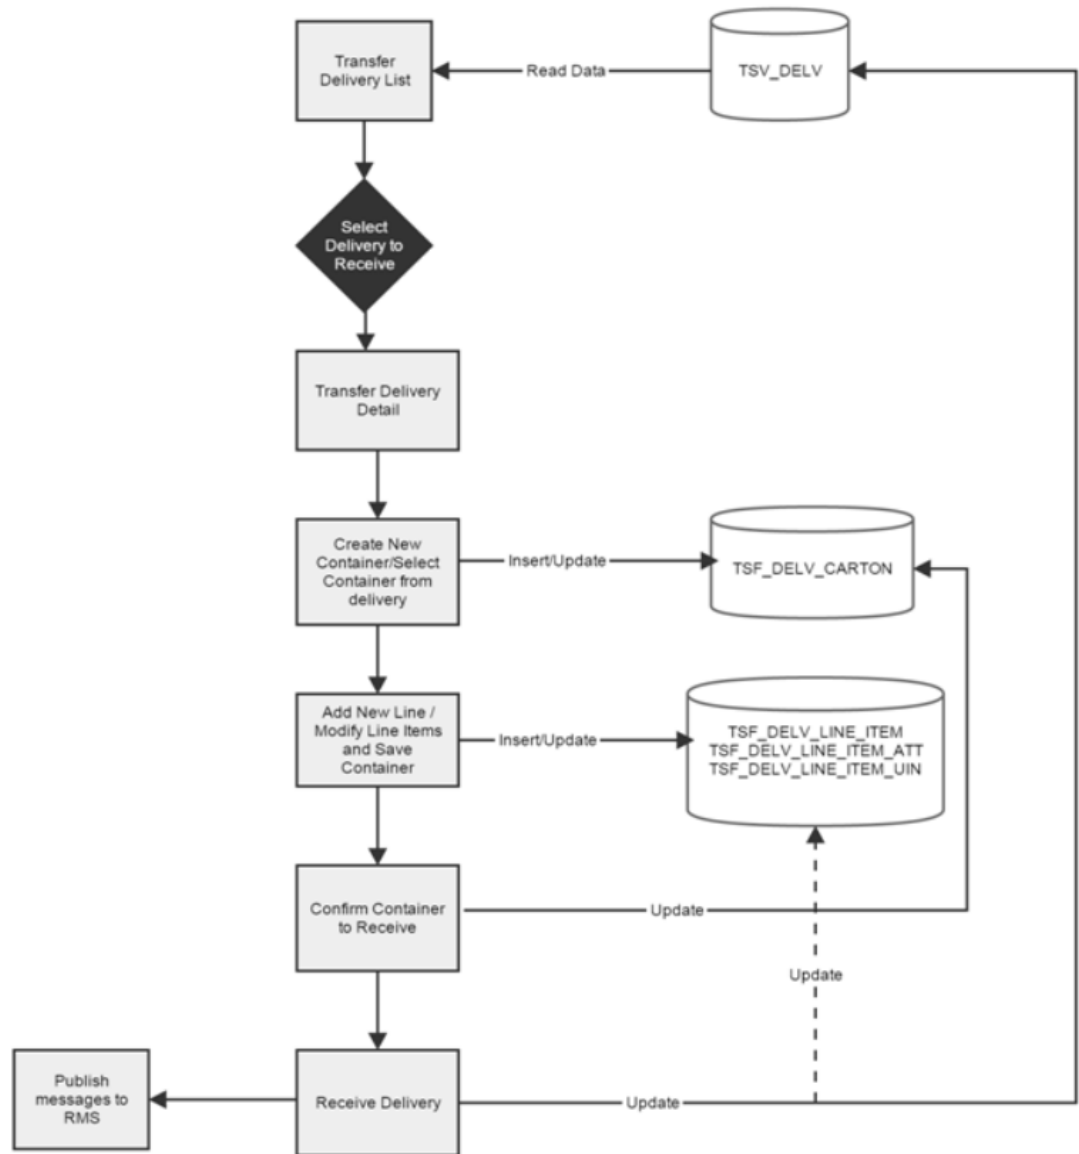 Transfer
Delivery List
Read Data
TSV_DELV
Select
Delivery to
Receive
Transfer Delivery
Detail
Create New
Container/Select
Container from
delivery
Insert/Update
TSF_DELV_CARTON
Add New Line /
Modify Line Items
and Save
Container
Insert/Update
TSF_DELV_LINE_ITEM
TSF_DELV_LINE_ITEM_ATT
TSF_DELV_LINE_ITEM_UIN
Confirm Container
to Receive
Update
Update
Publish
messages to
RMS
Receive Delivery
Update